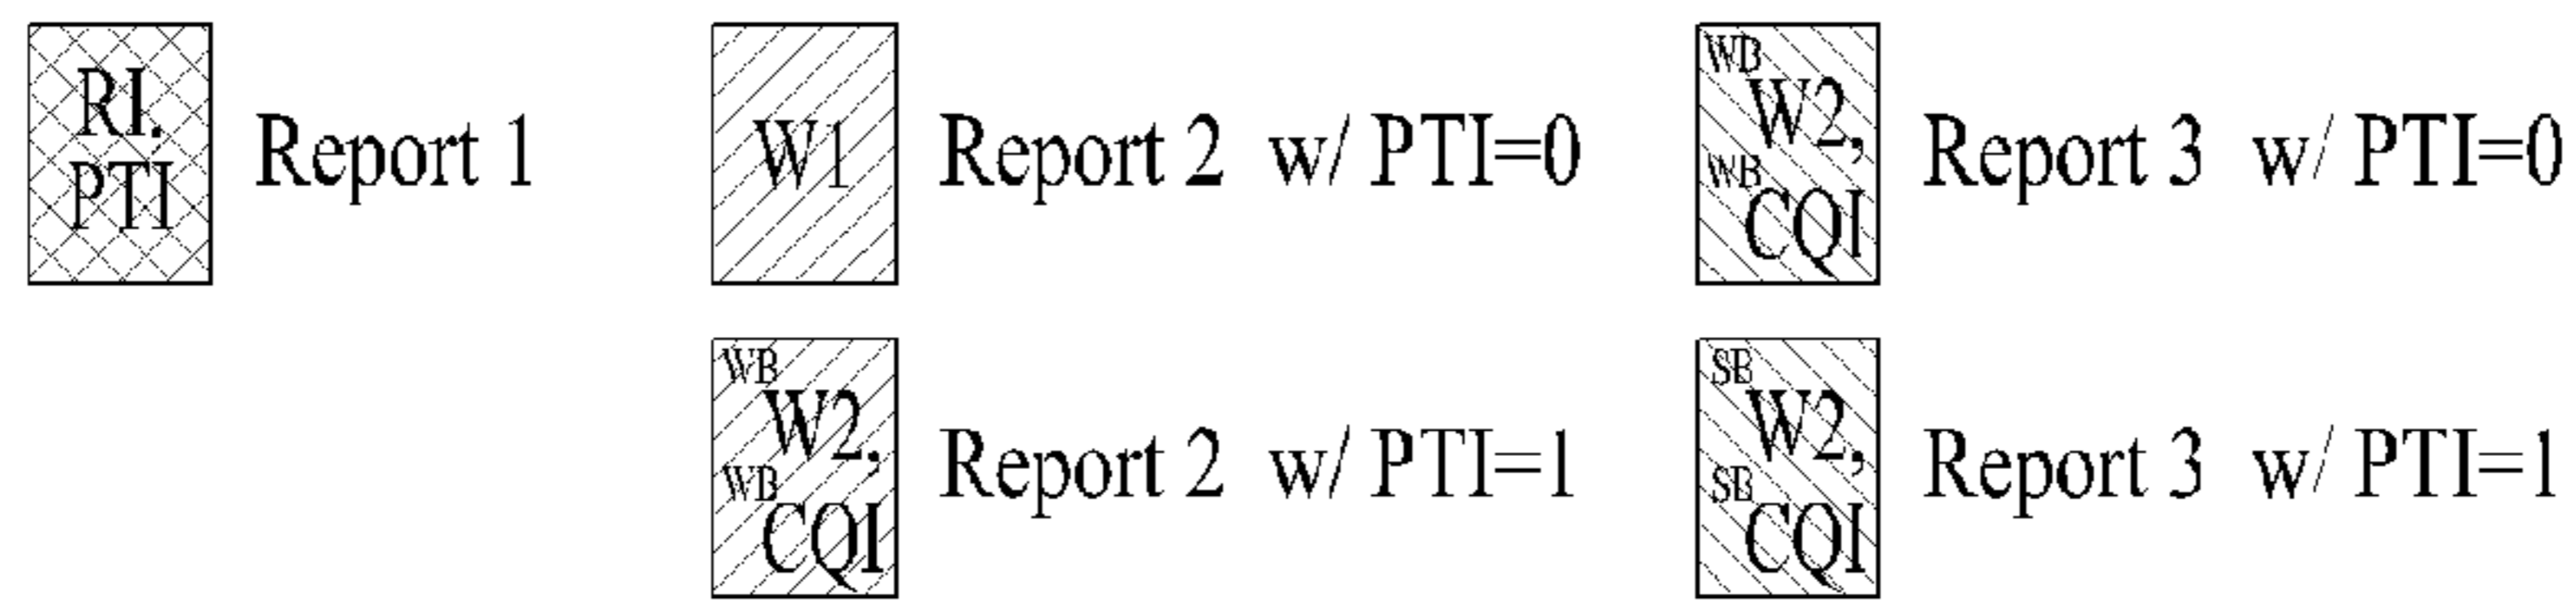 RI.
PTI
Report 1
W1
Report 2 w/ PTI=0
WB
W2,
WB
CQI
Report 3 w/ PTI=0
WB
W2,
WB
CQI
Report 2 w/ PTI=1
SB
W2,
SB
CQI
Report 3 w/ PTI=1